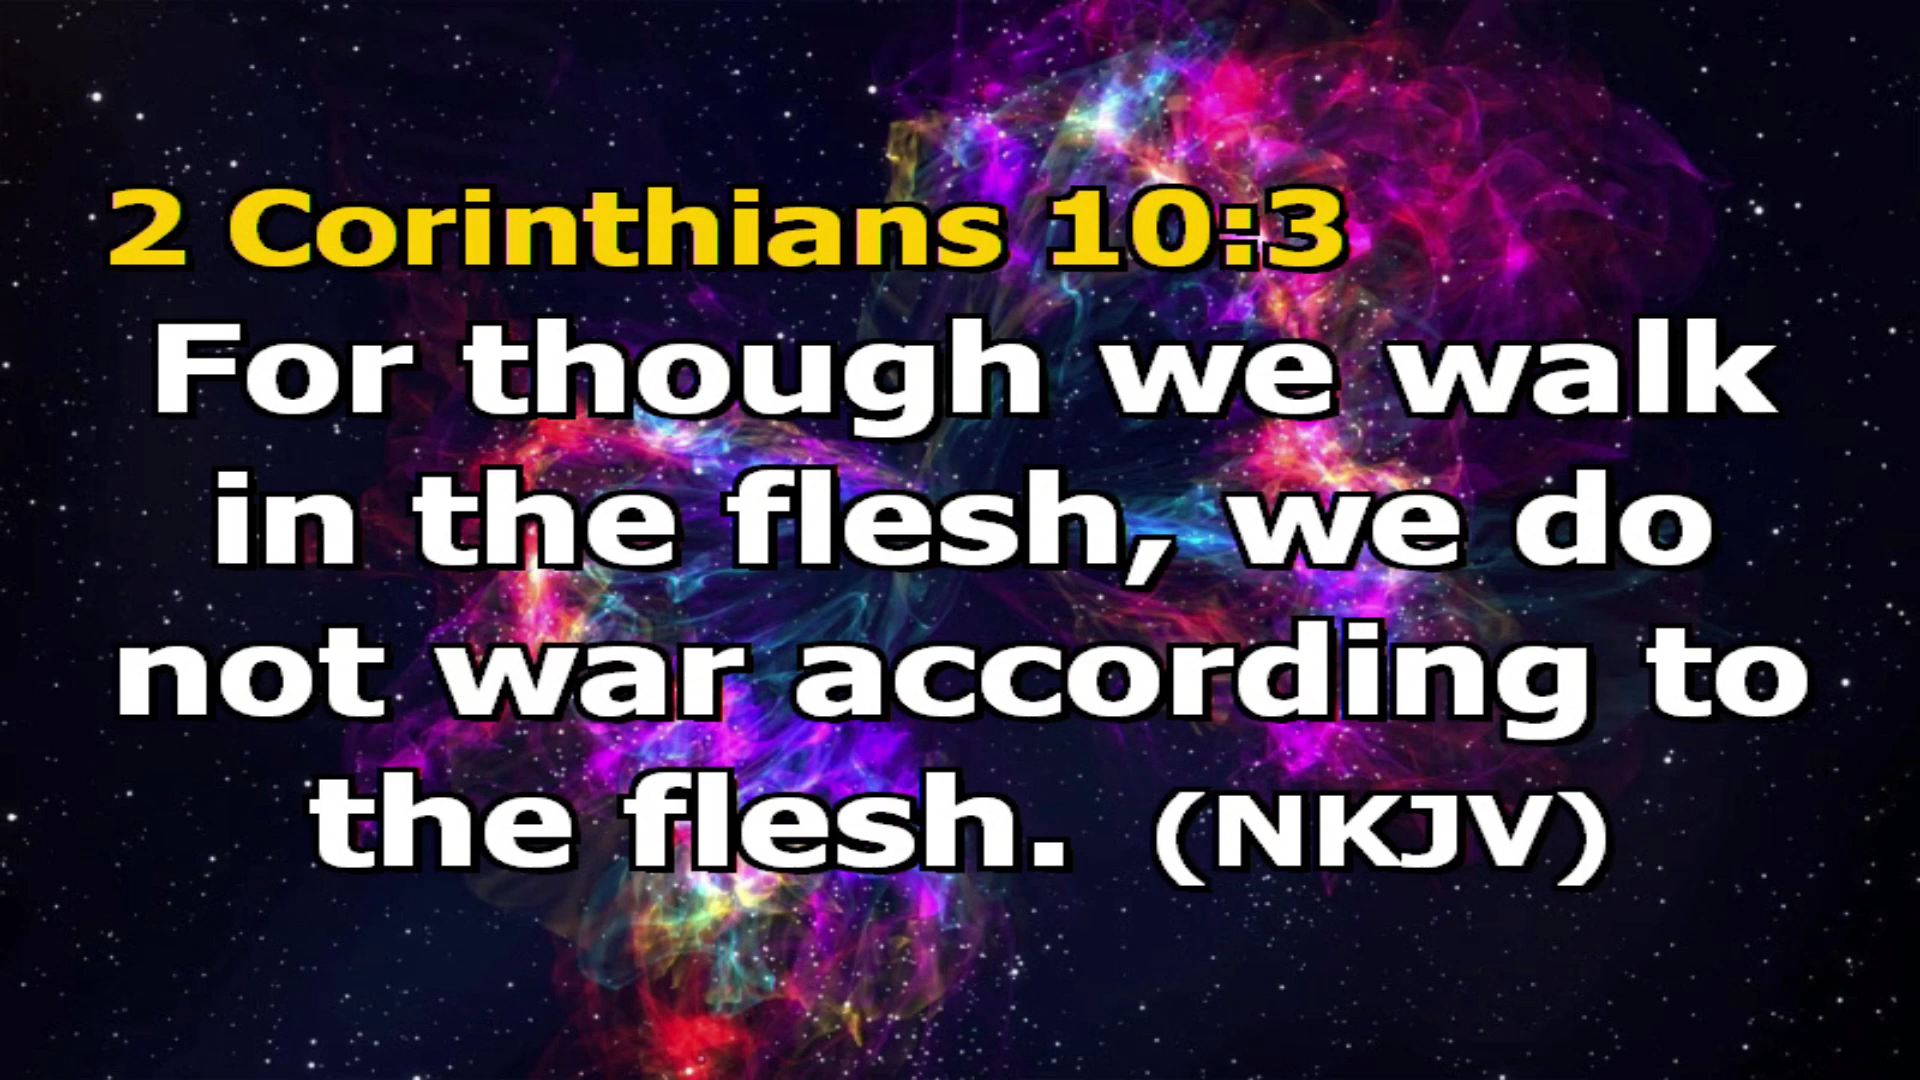 2 Corinthians 10:3
For though we walk
in the flesh, we do
not war according to
the flesh. (NKJV)